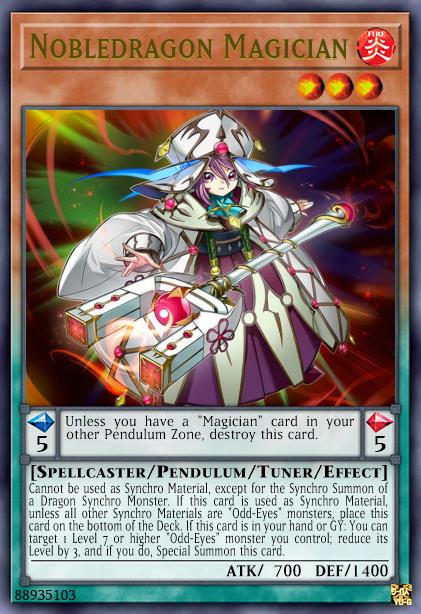 Nobledragon Magician
FIRE
炎
Unless you have a "Magician" card in your
other Pendulum Zone, destroy this card.
5
5
[Spellcaster/Pendulum/Tuner/Effect]
Cannot be used as Synchro Material, except for the Synchro Summon of
a Dragon Synchro Monster. If this card is used as Synchro Material,
unless all other Synchro Materials are "Odd-Eyes" monsters, place this
card on the bottom of the Deck. If this card is in your hand or GY: You can
target 1 Level 7 or higher "Odd-Eyes" monster you control; reduce its
Level by 3, and if you do, Special Summon this card.
ATK/ 700 DEF/1400
88935103